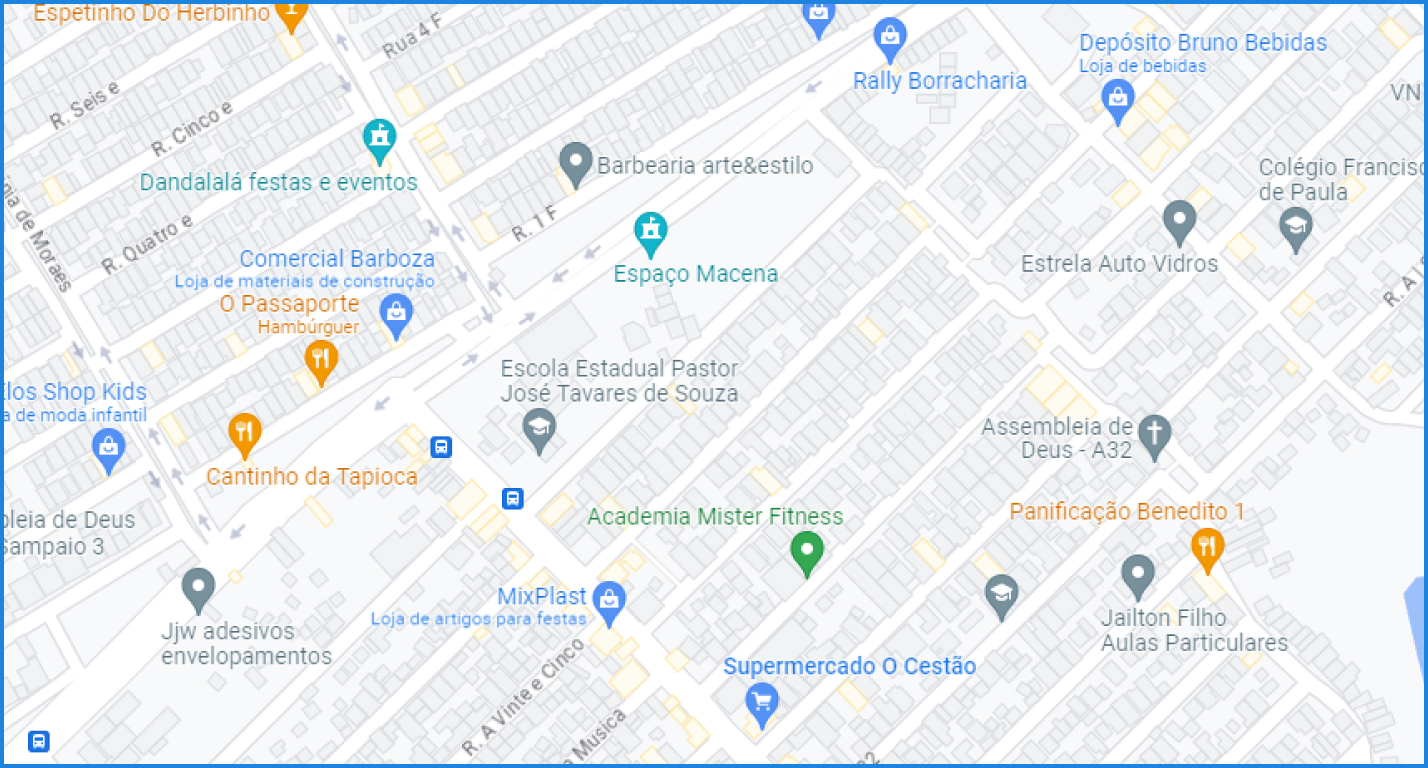 Espetinho Do Herbinho
Rua 4 F
Depósito Bruno Bebidas
Loja de bebidas
Rally Borracharia
R. Seis e
VN
R. Cinco e
Barbearia arte&estilo
Colégio Francisc
de Paula
Dandalalá festas e eventos
R. 1 F
R. Quatro e
nia de Moraes
Comercial Barboza
Loja de materiais de construção
Espaço Macena
Estrela Auto Vidros
O Passaporte
Hambúrguer
Escola Estadual Pastor
José Tavares de Souza
Elos Shop Kids
a de moda infantil
Assembleia de
Deus - A32
Cantinho da Tapioca
bleia de Deus
Sampaio 3
Academia Mister Fitness
Panificação Benedito 1
MixPlast
Loja de artigos para festas
Jjw adesivos
envelopamentos
Jailton Filho
Aulas Particulares
Supermercado O Cestão
R. A Vinte e Cinco
Musica